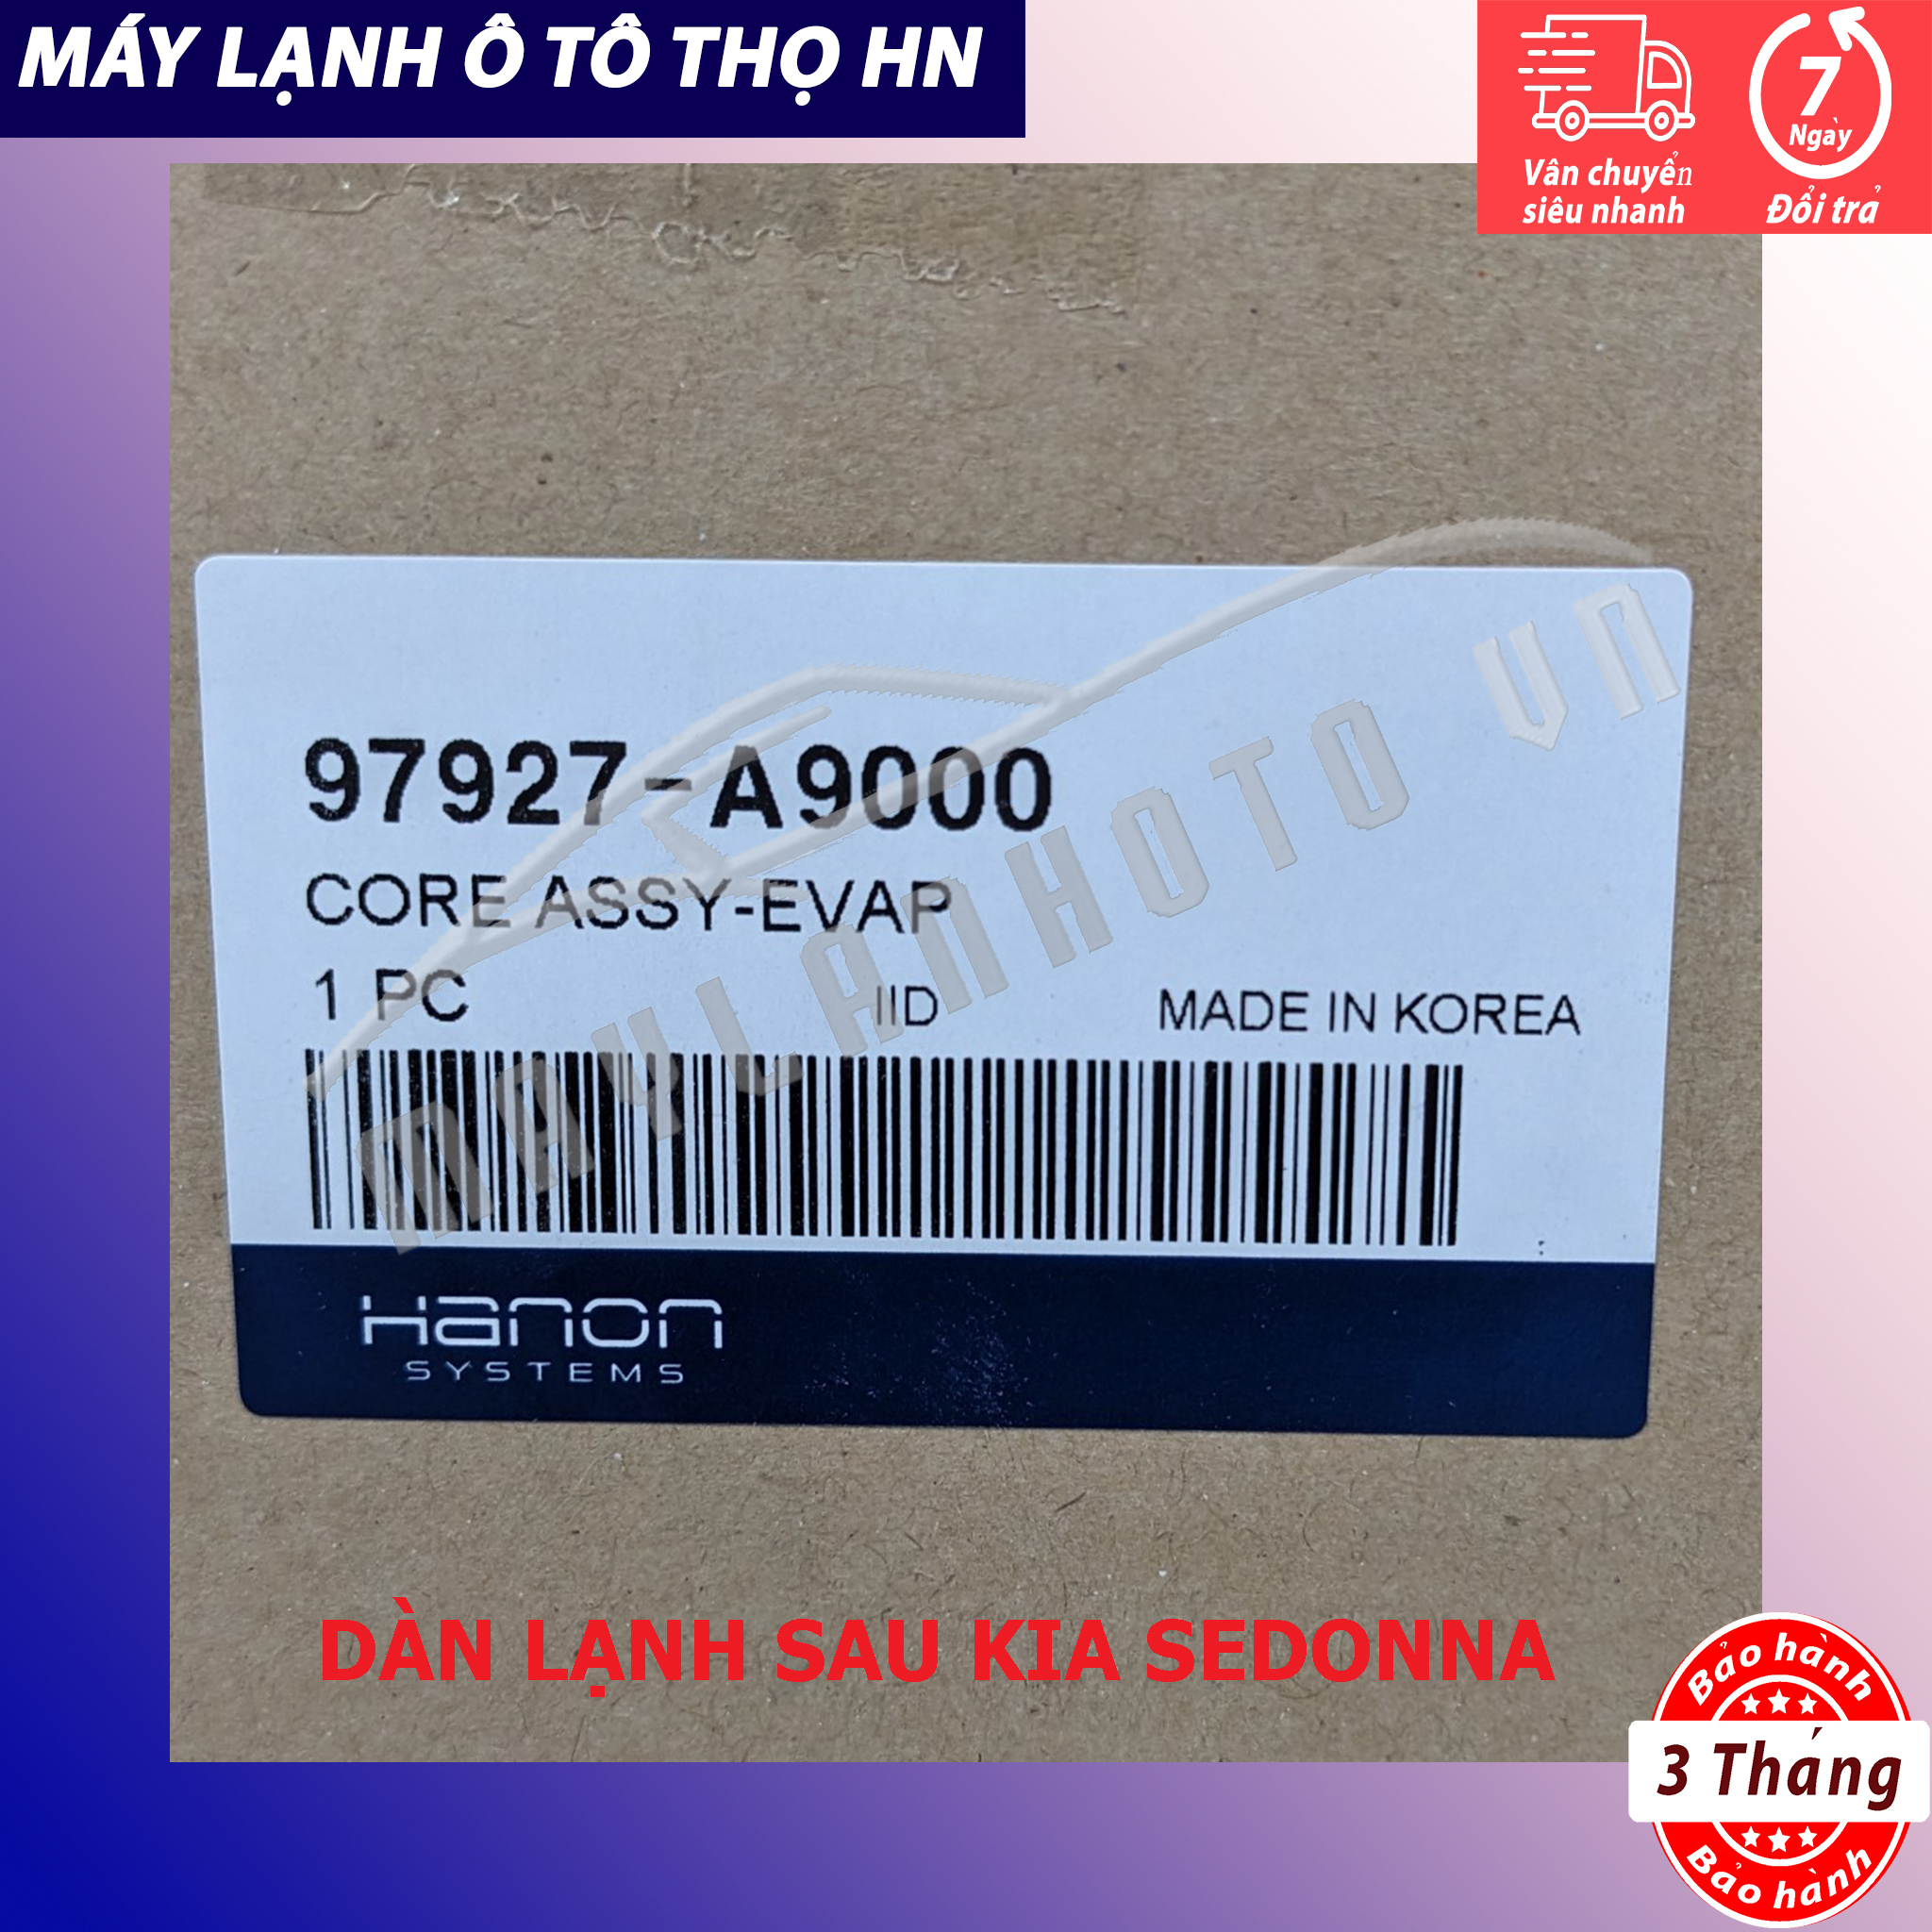 MÁY LẠNH Ô TÔ THỌ HN
Vân chuyển
siêu nhanh
7
Ngày
Đổi trả
97927-A9000
CORE ASSY-EVAP
1 PC IID MADE IN KOREA
MAYLANHOTO VN
Hanon
SYSTEMS
DÀN LẠNH SAU KIA SEDONNA
Bảo hành
3 Tháng
Bảo hành